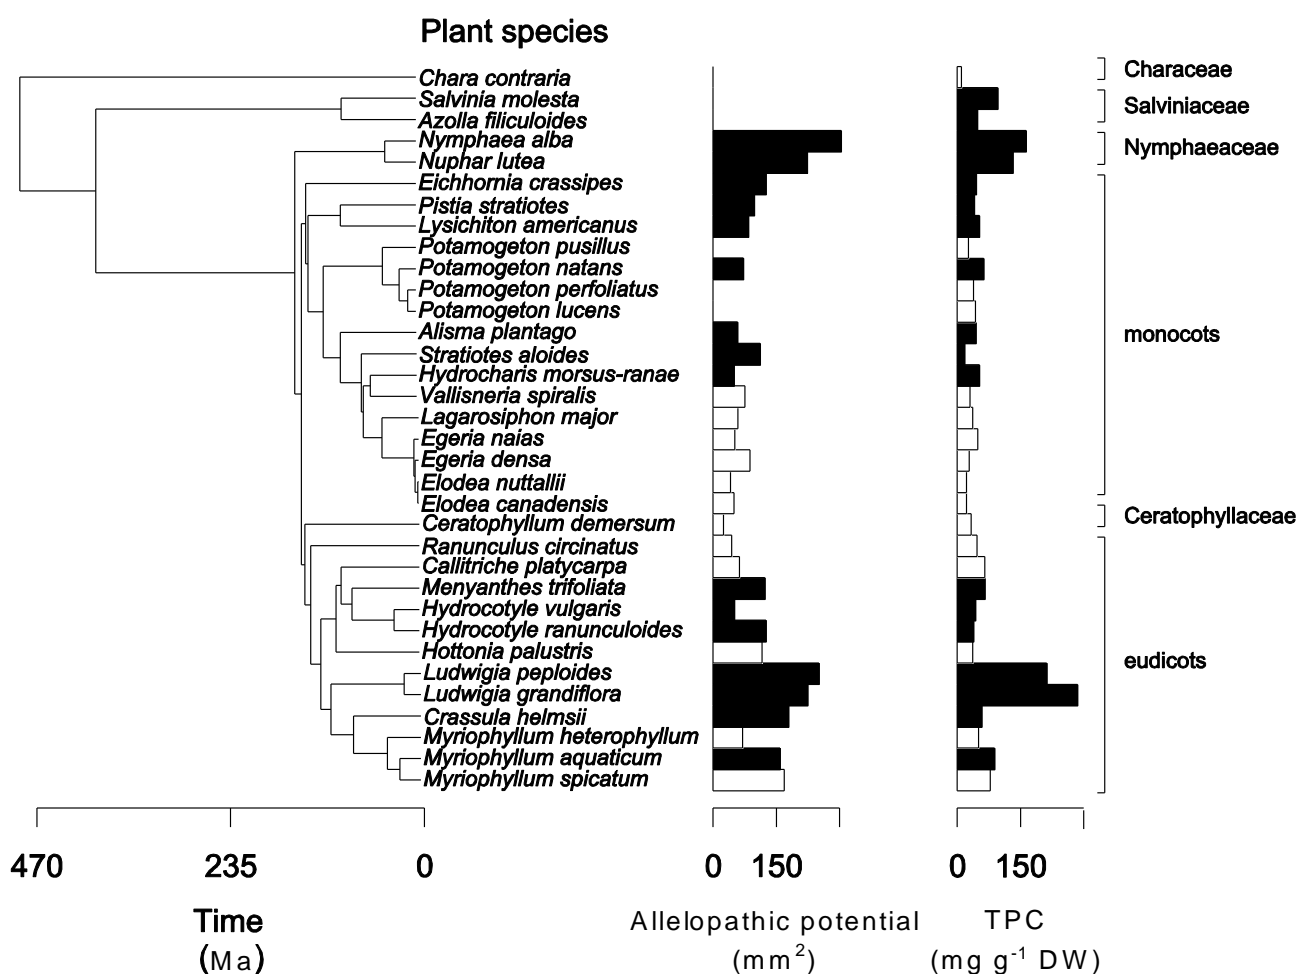 Plant species
Chara contraria
Salvinia molesta
Azolla filiculoides
Nymphaea alba
Nuphar lutea
Eichhornia crassipes
Pistia stratiotes
Lysichiton americanus
Potamogeton pusillus
Potamogeton natans
Potamogeton perfoliatus
Potamogeton lucens
Alisma plantago
Stratiotes aloides
Hydrocharis morsus-ranae
Vallisneria spiralis
Lagarosiphon major
Egeria naias
Egeria densa
Elodea nuttallii
Elodea canadensis
Ceratophyllum demersum
Ranunculus circinatus
Callitriche platycarpa
Menyanthes trifoliata
Hydrocotyle vulgaris
Hydrocotyle ranunculoides
Hottonia palustris
Ludwigia peploides
Ludwigia grandiflora
Crassula helmsii
Myriophyllum heterophyllum
Myriophyllum aquaticum
Myriophyllum spicatum
Characeae
Salviniaceae
Nymphaeaceae
monocots
Ceratophyllaceae
eudicots
470 235 0
Time
(Ma)
0 150
Allelopathic potential
(mm²)
0 150
TPC
(mg g⁻¹ DW)